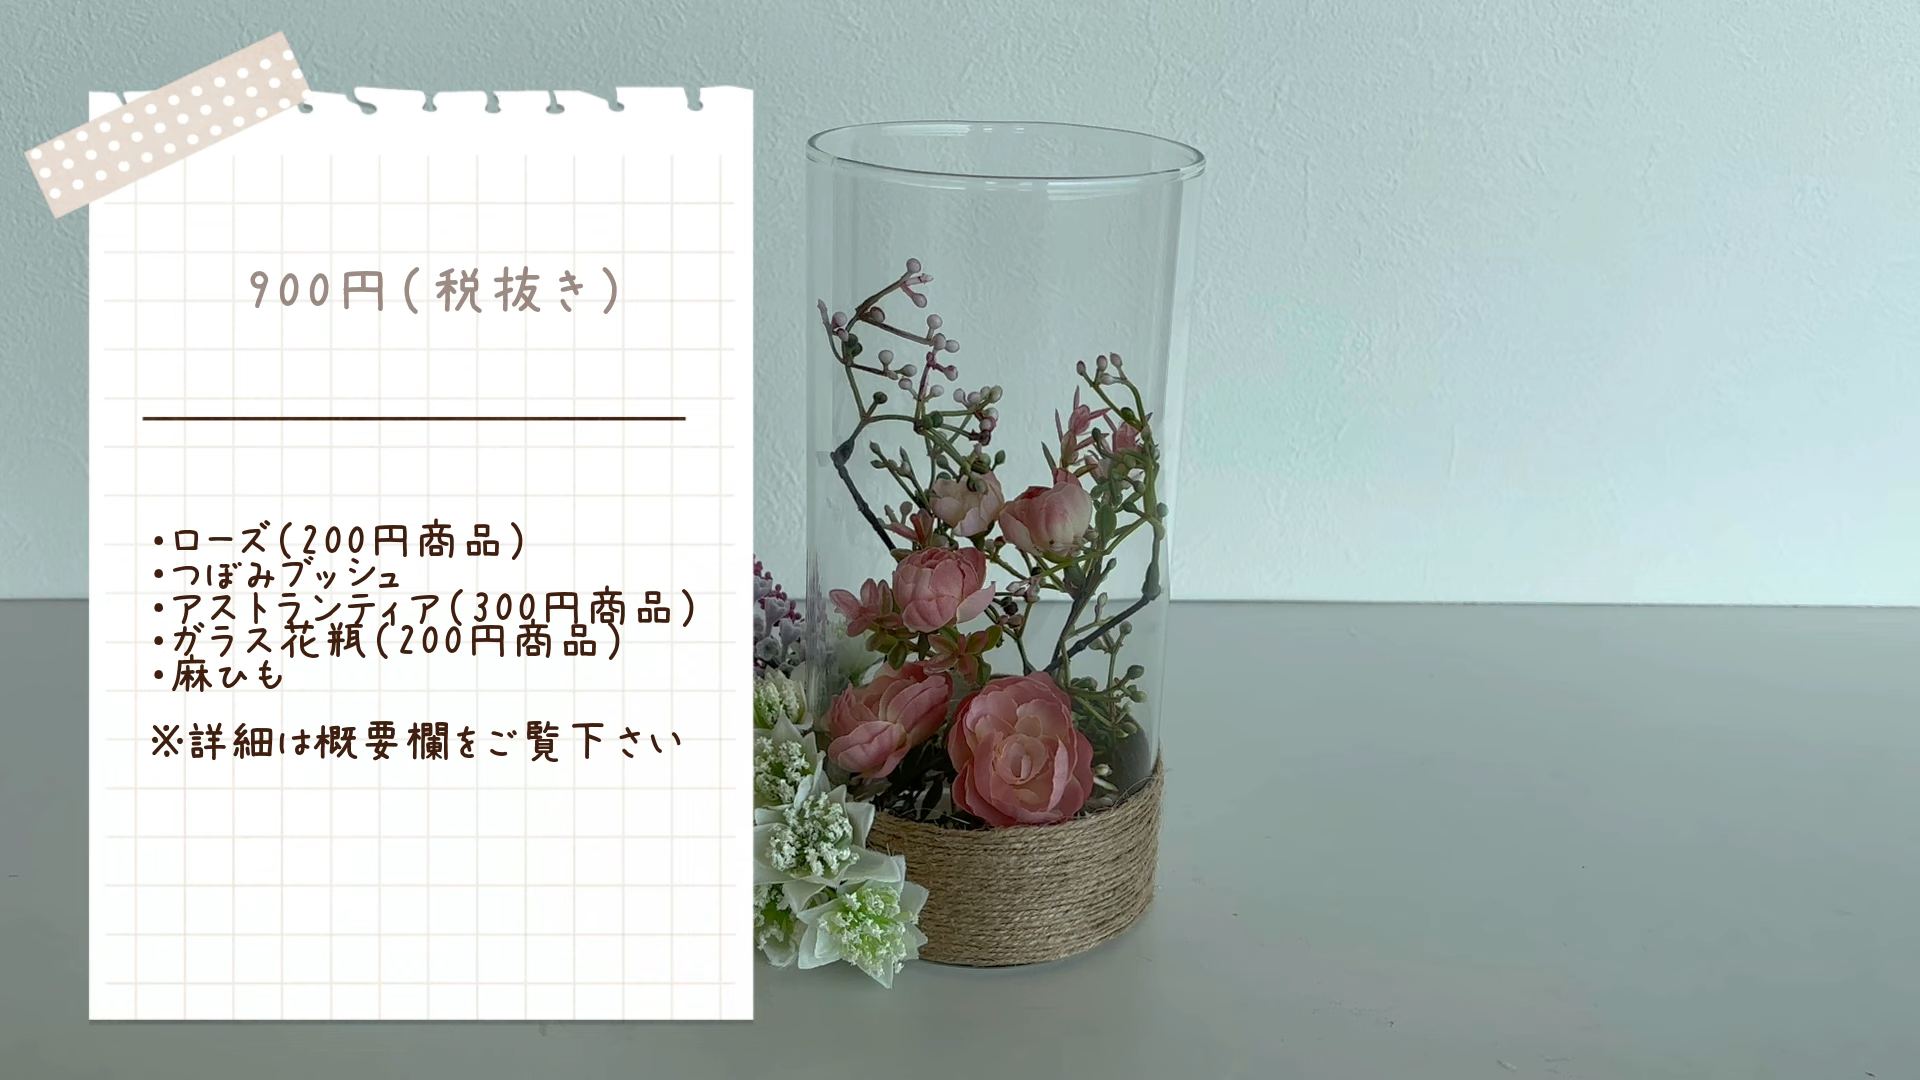 900円(税抜き)
・ローズ(200円商品)
・つぼみブッシュ
・アストランティア(300円商品)
・ガラス花瓶(200円商品)
・麻ひも
※詳細は概要欄をご覧下さい